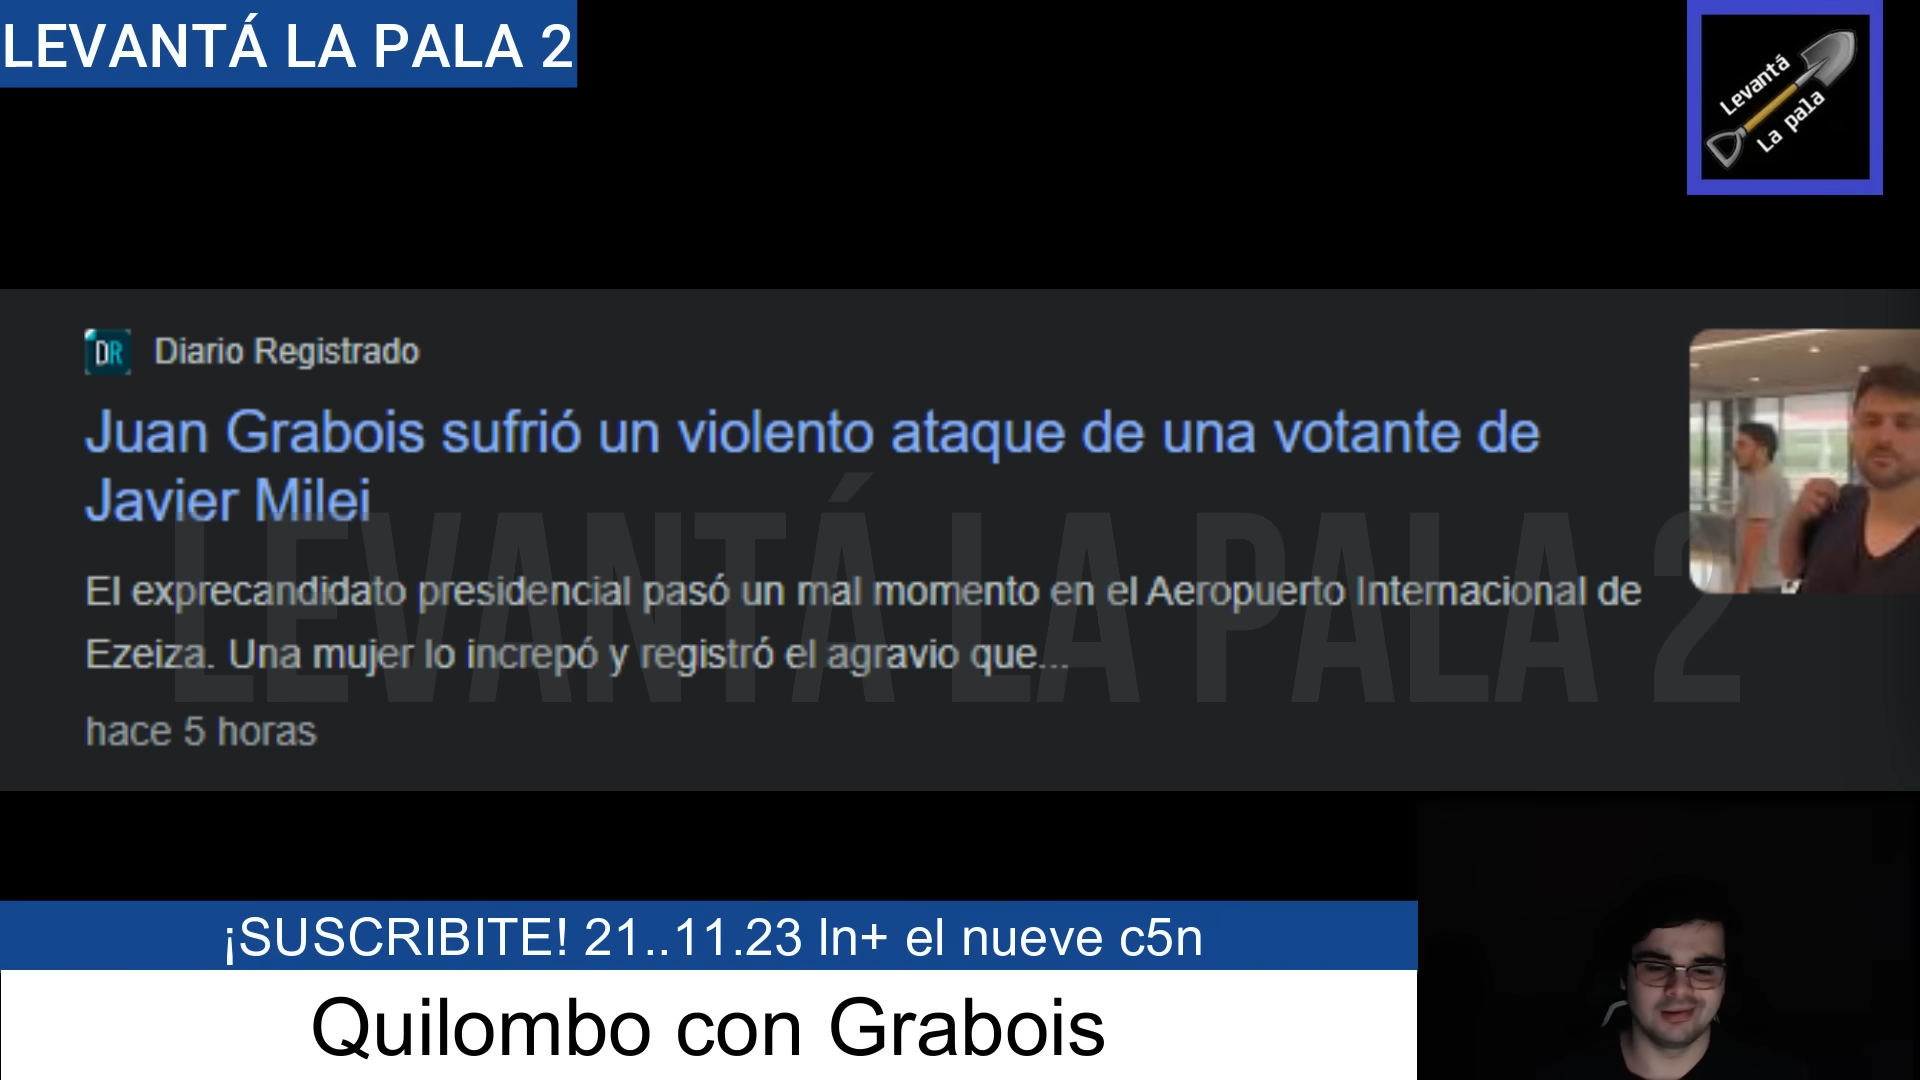 LEVANTÁ LA PALA 2
Levantá
La pala
DR Diario Registrado
Juan Grabois sufrió un violento ataque de una votante de
Javier Milei
El exprecandidato presidencial pasó un mal momento en el Aeropuerto Internacional de
Ezeiza. Una mujer lo increpó y registró el agravio que...
LEVANTÁ LA PALA 2
hace 5 horas
¡SUSCRIBITE! 21..11.23 ln+ el nueve c5n
Quilombo con Grabois